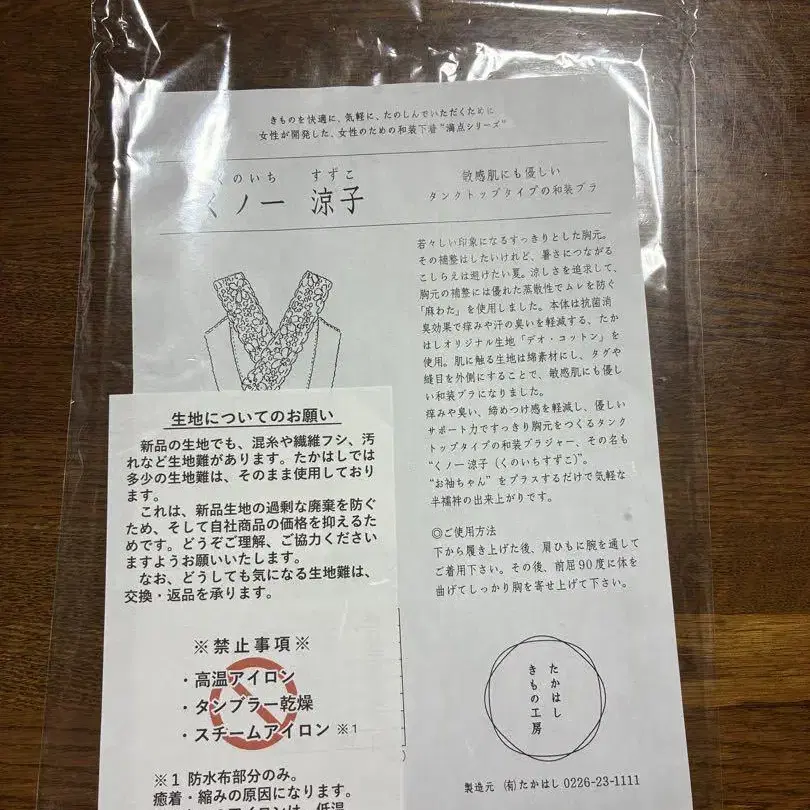 きものを快適に、気軽に、たのしんでいただくために
女性が開発した、女性のための和装下着“満点シリーズ”
くのいち すずこ
くノ一 涼子
敏感肌にも優しい
タンクトップタイプの和装ブラ
若々しい印象になるすっきりとした胸元。
その補整はしたいけれど、暑さにつながる
こしらえは避けたい夏。涼しさを追求して、
胸元の補整には優れた蒸散性でムレを防ぐ
「麻わた」を使用しました。本体は抗菌消
臭効果で痒みや汗の臭いを軽減する、たか
はしオリジナル生地「デオ・コットン」を
使用。肌に触る生地は綿素材にし、タグや
縫目を外側にすることで、敏感肌にも優し
い和装ブラになりました。
痒みや臭い、締めつけ感を軽減し、優しい
サポート力ですっきり胸元をつくるタンク
トップタイプの和装ブラジャー、その名も
“くノ一涼子（くのいちすずこ）”。
“お袖ちゃん”をプラスするだけで気軽な
半襦袢の出来上がりです。
◎ご使用方法
下から履き上げた後、肩ひもに腕を通して
ご着用下さい。その後、前屈90度に体を
曲げてしっかり胸を寄せ上げて下さい。
たかはし
きもの工房
製造元 （有）たかはし 0226-23-1111
生地についてのお願い
新品の生地でも、混糸や繊維フシ、汚
れなど生地難があります。たかはしでは
多少の生地難は、そのまま使用しており
ます。
これは、新品生地の過剰な廃棄を防ぐ
ため、そして自社商品の価格を抑えるた
めです。どうぞご理解、ご協力ください
ますようお願いいたします。
なお、どうしても気になる生地難は、
交換・返品を承ります。
※禁止事項※
・高温アイロン
・タンブラー乾燥
・スチームアイロン ※1
※1 防水布部分のみ。
癒着・縮みの原因になります。